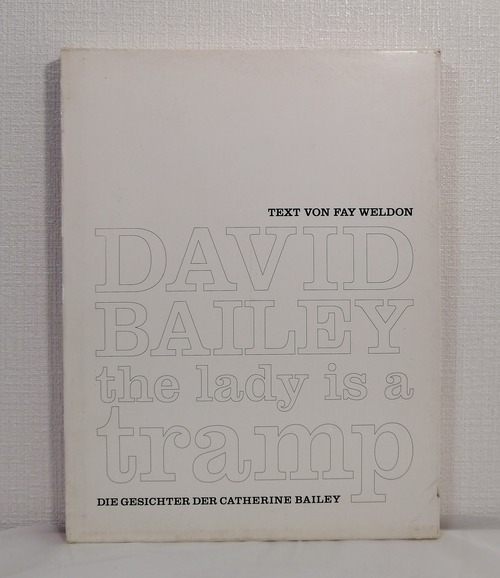 TEXT VON FAY WELDON
DAVID
BAILEY
the lady is a
tramp
DIE GESICHTER DER CATHERINE BAILEY